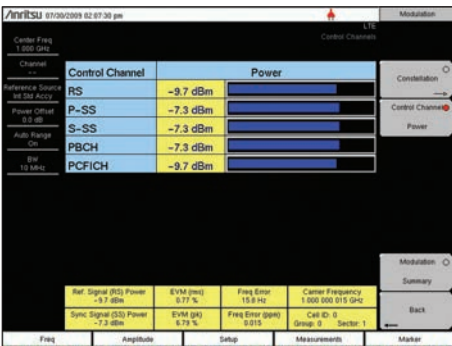 Anritsu 07/30/2009 02:07:30 pm
Modulation
LTE
Control Channels
Center Freq
1.000 GHz
Channel
--
Reference Source
Int Std Accy
Power Offset
0.0 dB
Auto Range
On
BW
10 MHz
Control Channel Power
RS -9.7 dBm
P-SS -7.3 dBm
S-SS -7.3 dBm
PBCH -7.3 dBm
PCFICH -9.7 dBm
Constellation
Control Channel
Power
Modulation
Summary
Back
Ref. Signal (RS) Power
-9.7 dBm
EVM (rms)
0.77 %
Freq Error
15.8 Hz
Carrier Frequency
1.000 000 015 GHz
Sync Signal (SS) Power
-7.3 dBm
EVM (pk)
6.79 %
Freq Error (ppm)
0.015
Cell ID: 0
Group: 0 Sector: 1
Freq
Amplitude
Setup
Measurements
Marker